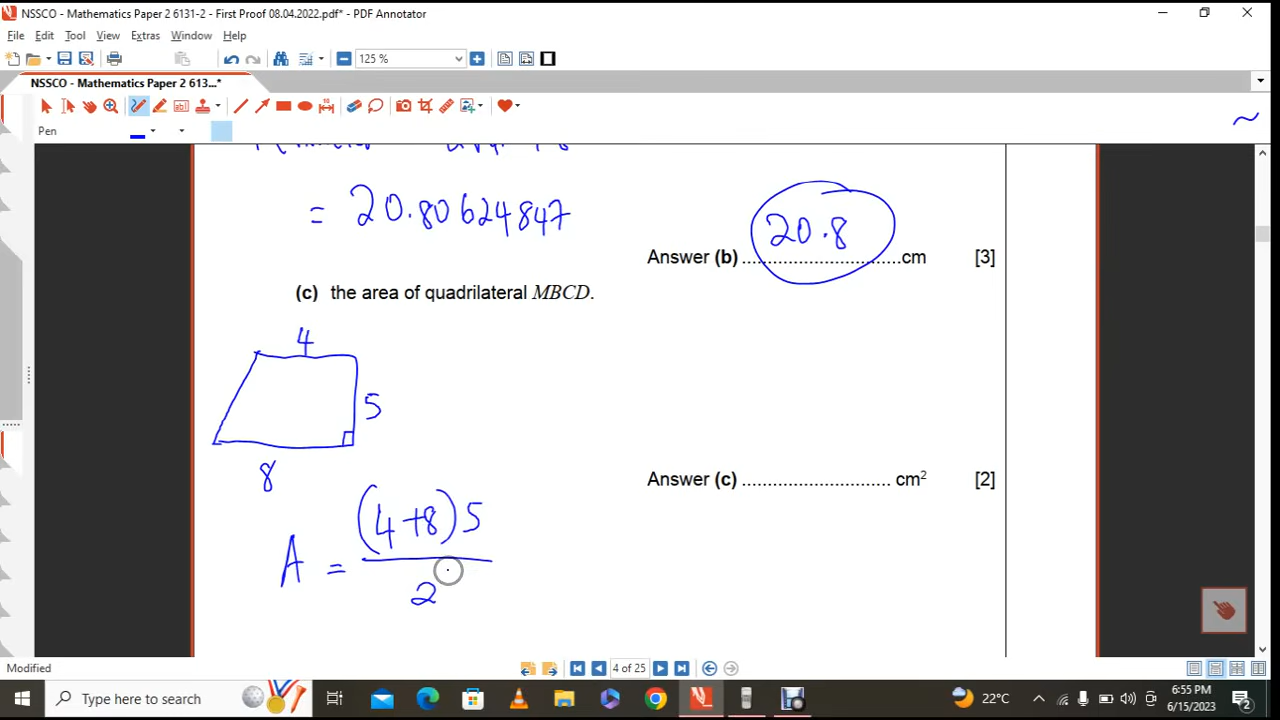 NSSCO - Mathematics Paper 2 6131-2 - First Proof 08.04.2022.pdf* - PDF Annotator
File Edit Tool View Extras Window Help
125 %
NSSCO - Mathematics Paper 2 613...*
Pen
= 20.80624847
20.8
Answer (b) ..............................cm [3]
(c) the area of quadrilateral MBCD.
4
5
8
Answer (c) ........................... cm² [2]
(4+8)5
A = 
2
Modified
4 of 25
Type here to search
22°C
6:55 PM
6/15/2023
2